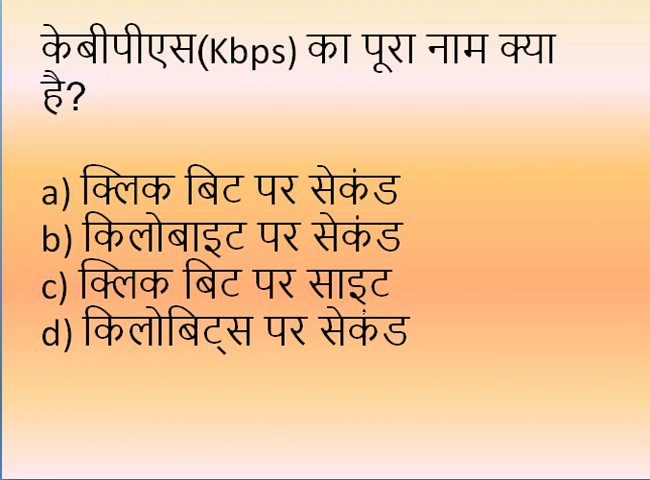 केबीपीएस(Kbps) का पूरा नाम क्या
है?
a) क्लिक बिट पर सेकंड
b) किलोबाइट पर सेकंड
c) क्लिक बिट पर साइट
d) किलोबिट्स पर सेकंड